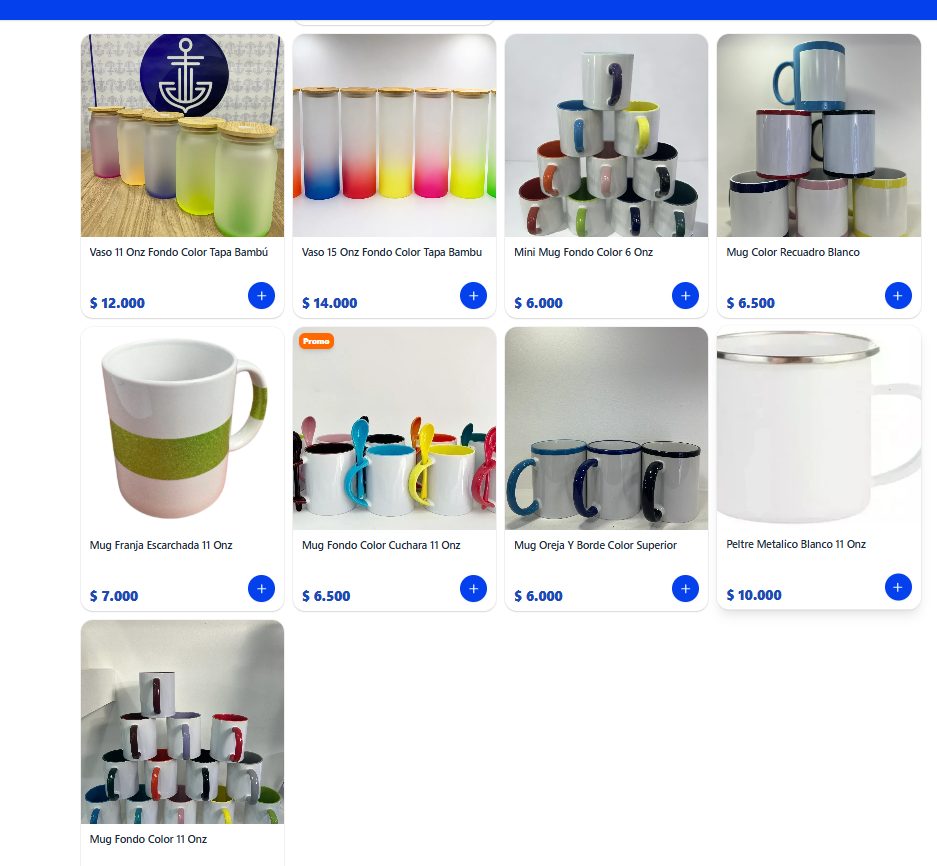 Vaso 11 Onz Fondo Color Tapa Bambú
$ 12.000
+
Vaso 15 Onz Fondo Color Tapa Bambu
$ 14.000
+
Mini Mug Fondo Color 6 Onz
$ 6.000
+
Mug Color Recuadro Blanco
$ 6.500
+
Mug Franja Escarchada 11 Onz
$ 7.000
+
Promo
Mug Fondo Color Cuchara 11 Onz
$ 6.500
+
Mug Oreja Y Borde Color Superior
$ 6.000
+
Peltre Metalico Blanco 11 Onz
$ 10.000
+
Mug Fondo Color 11 Onz